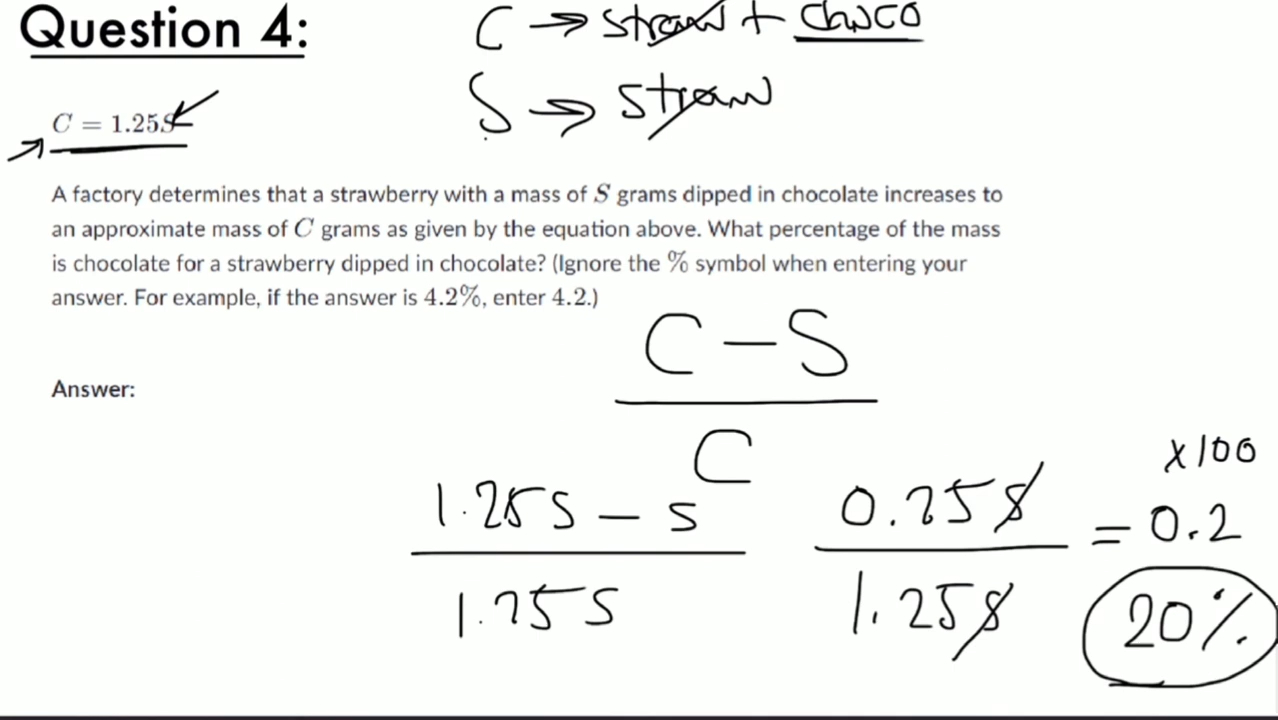 Question 4:
C → straw + choco
S → straw
C = 1.25S
A factory determines that a strawberry with a mass of S grams dipped in chocolate increases to
an approximate mass of C grams as given by the equation above. What percentage of the mass
is chocolate for a strawberry dipped in chocolate? (Ignore the % symbol when entering your
answer. For example, if the answer is 4.2%, enter 4.2.)
C – S
Answer:
C
x100
1.25S – S
0.25S
= 0.2
1.25S
1.25S
20%